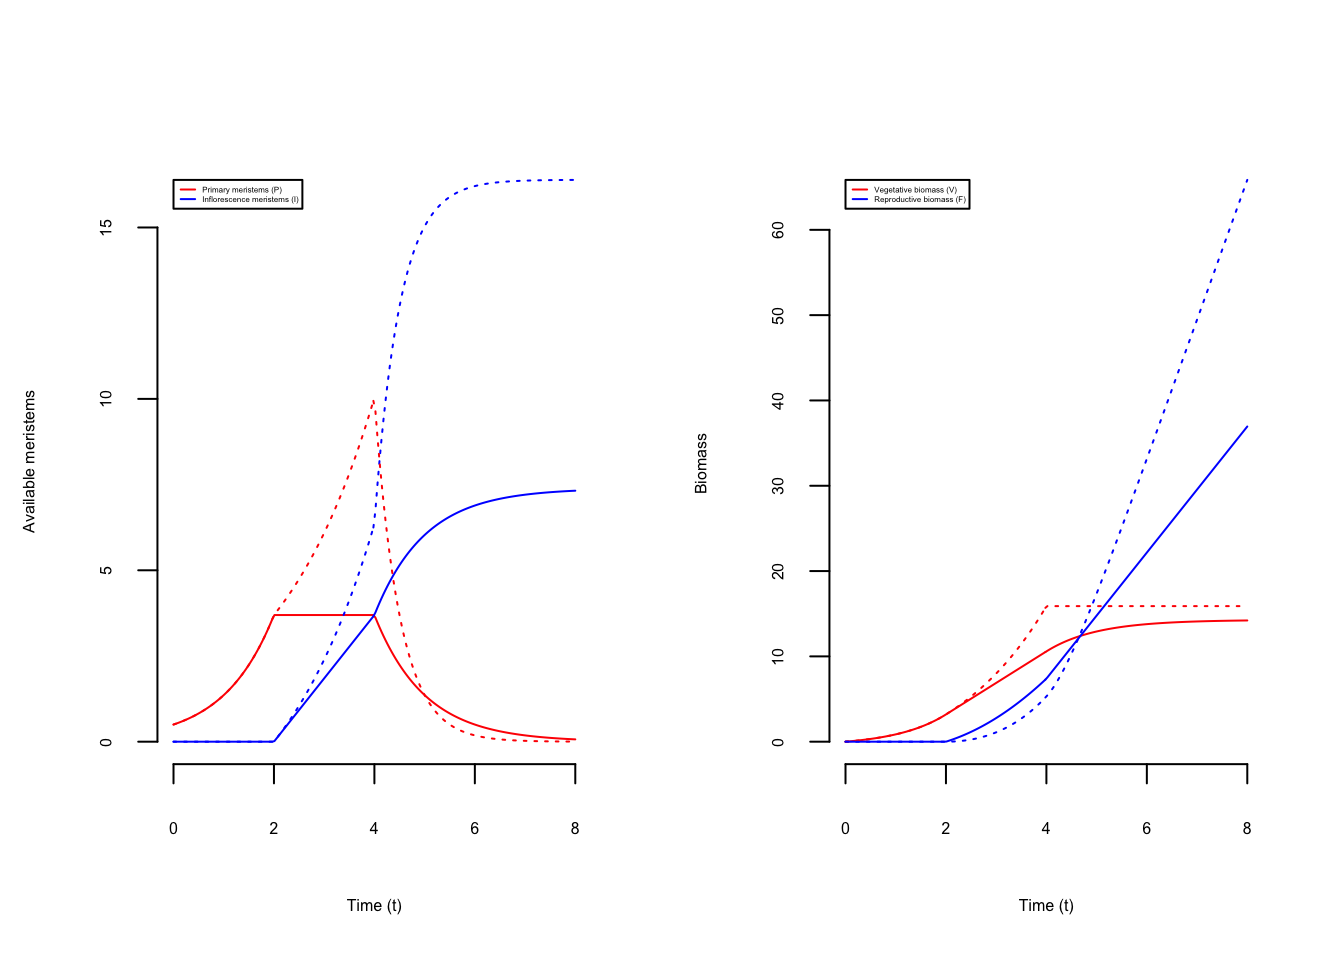 Primary meristems (P)
Inflorescence meristems (I)
Available meristems
15
10
5
0
0 2 4 6 8
Time (t)
Vegetative biomass (V)
Reproductive biomass (F)
Biomass
60
50
40
30
20
10
0
0 2 4 6 8
Time (t)